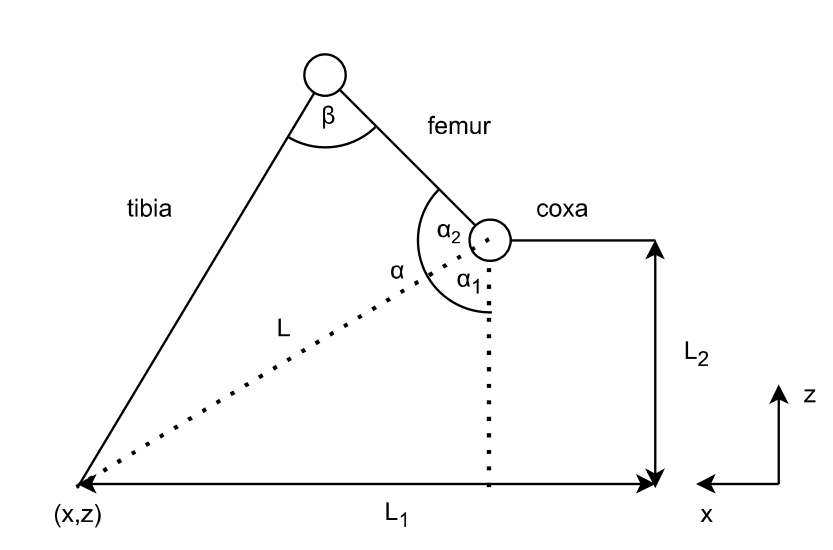 β
femur
tibia
coxa
α₂
α
α₁
L
L₂
z
(x,z)
L₁
x